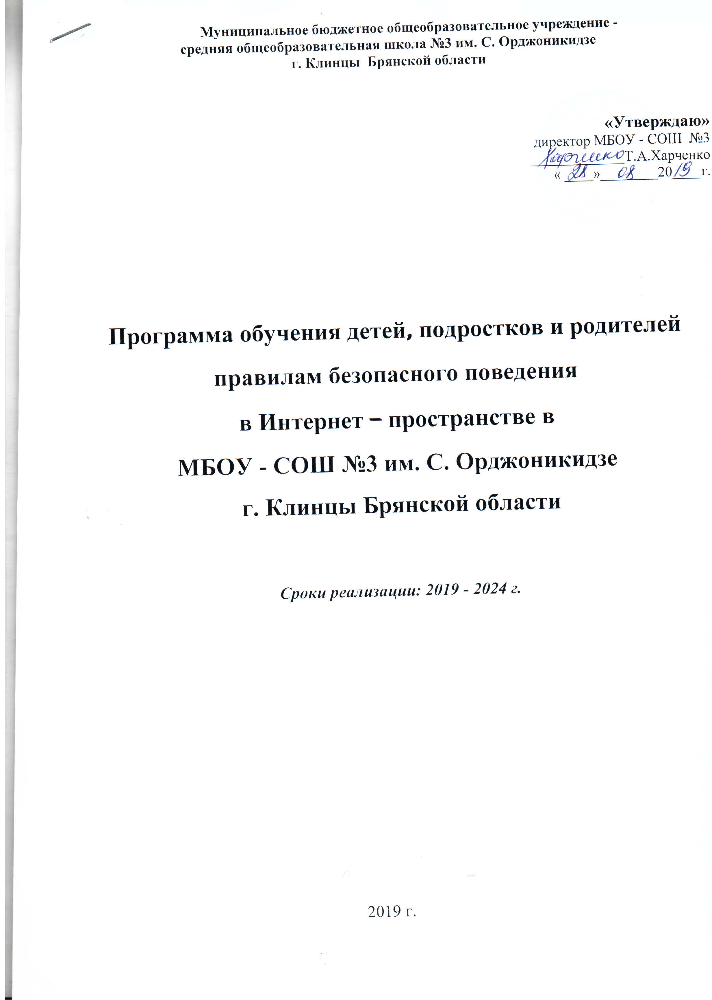 Муниципальное бюджетное общеобразовательное учреждение -
средняя общеобразовательная школа №3 им. С. Орджоникидзе
г. Клинцы  Брянской области
«Утверждаю»
директор МБОУ - СОШ  №3
Харченко Т.А.Харченко
« 28 » 08 2019 г.
Программа обучения детей, подростков и родителей
правилам безопасного поведения
в Интернет – пространстве в
МБОУ - СОШ №3 им. С. Орджоникидзе
г. Клинцы Брянской области
Сроки реализации: 2019 - 2024 г.
2019 г.